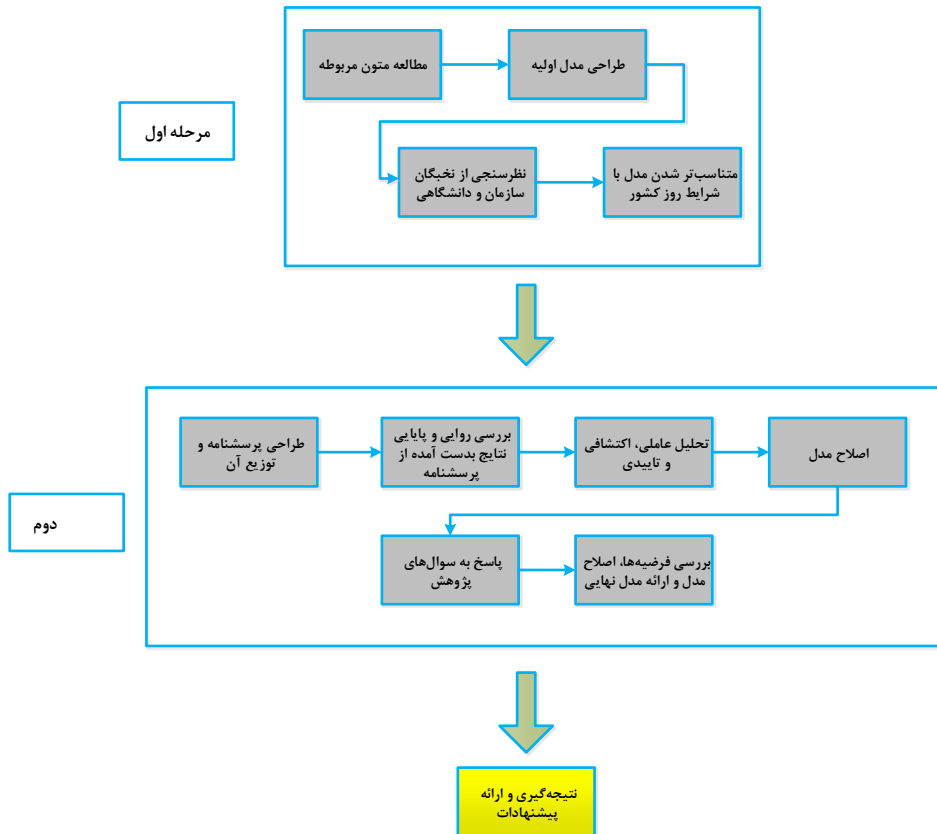 مطالعه متون مربوطه
طراحی مدل اولیه
مرحله اول
نظرسنجی از نخبگان
سازمان و دانشگاهی
متناسب‌تر شدن مدل با
شرایط روز کشور
طراحی پرسشنامه و
توزیع آن
بررسی روایی و پایایی
نتایج بدست آمده از
پرسشنامه
تحلیل عاملی، اکتشافی
و تاییدی
اصلاح مدل
دوم
پاسخ به سوال‌های
پژوهش
بررسی فرضیه‌ها، اصلاح
مدل و ارائه مدل نهایی
نتیجه‌گیری و ارائه
پیشنهادات